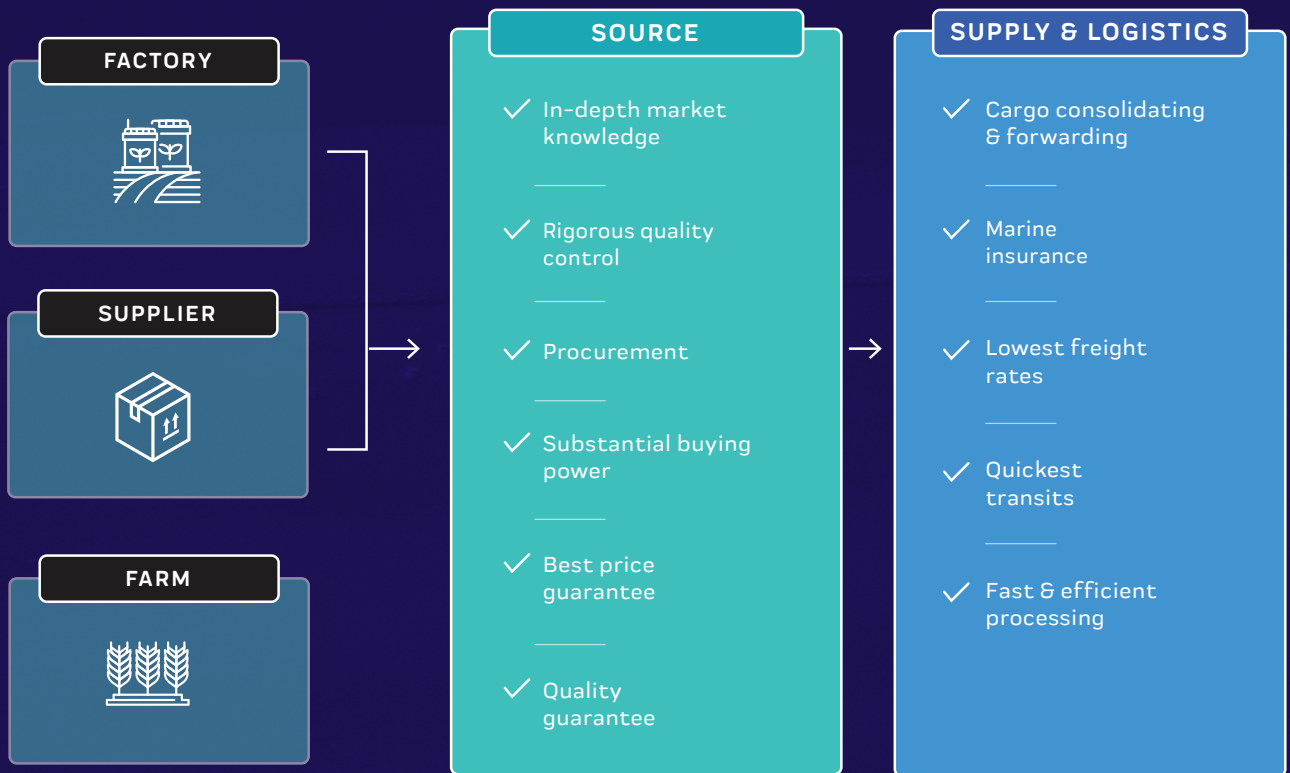 FACTORY
SUPPLIER
FARM
SOURCE
In-depth market
knowledge
Rigorous quality
control
Procurement
Substantial buying
power
Best price
guarantee
Quality
guarantee
SUPPLY & LOGISTICS
Cargo consolidating
& forwarding
Marine
insurance
Lowest freight
rates
Quickest
transits
Fast & efficient
processing